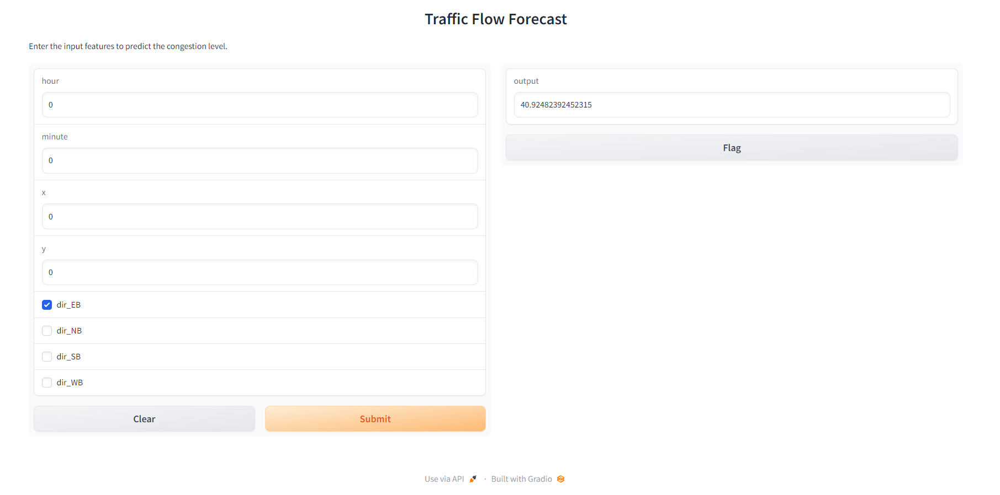 Traffic Flow Forecast
Enter the input features to predict the congestion level.
hour
0
minute
0
x
0
y
0
dir_EB
dir_NB
dir_SB
dir_WB
Clear
Submit
output
40.92482392452315
Flag
Use via API · Built with Gradio